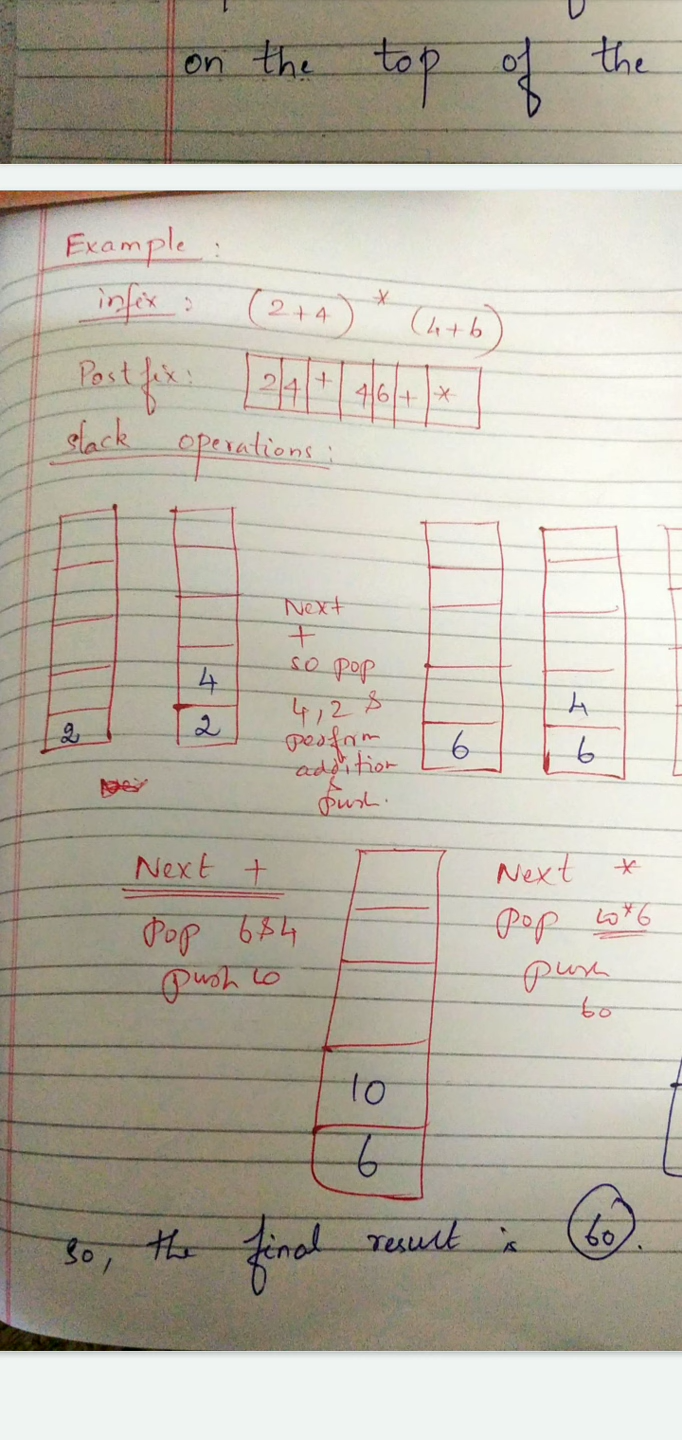 on the top of the
Example :
infix : (2+4) * (4+6)
Postfix: 2 4 + 4 6 + *
stack operations :
2
4
2
Next
+
so pop
4,2 &
perform
addition
& push.
6
4
6
Next +
pop 6 & 4
push 10
10
6
Next *
pop 10*6
push
60
so, the final result is 60.